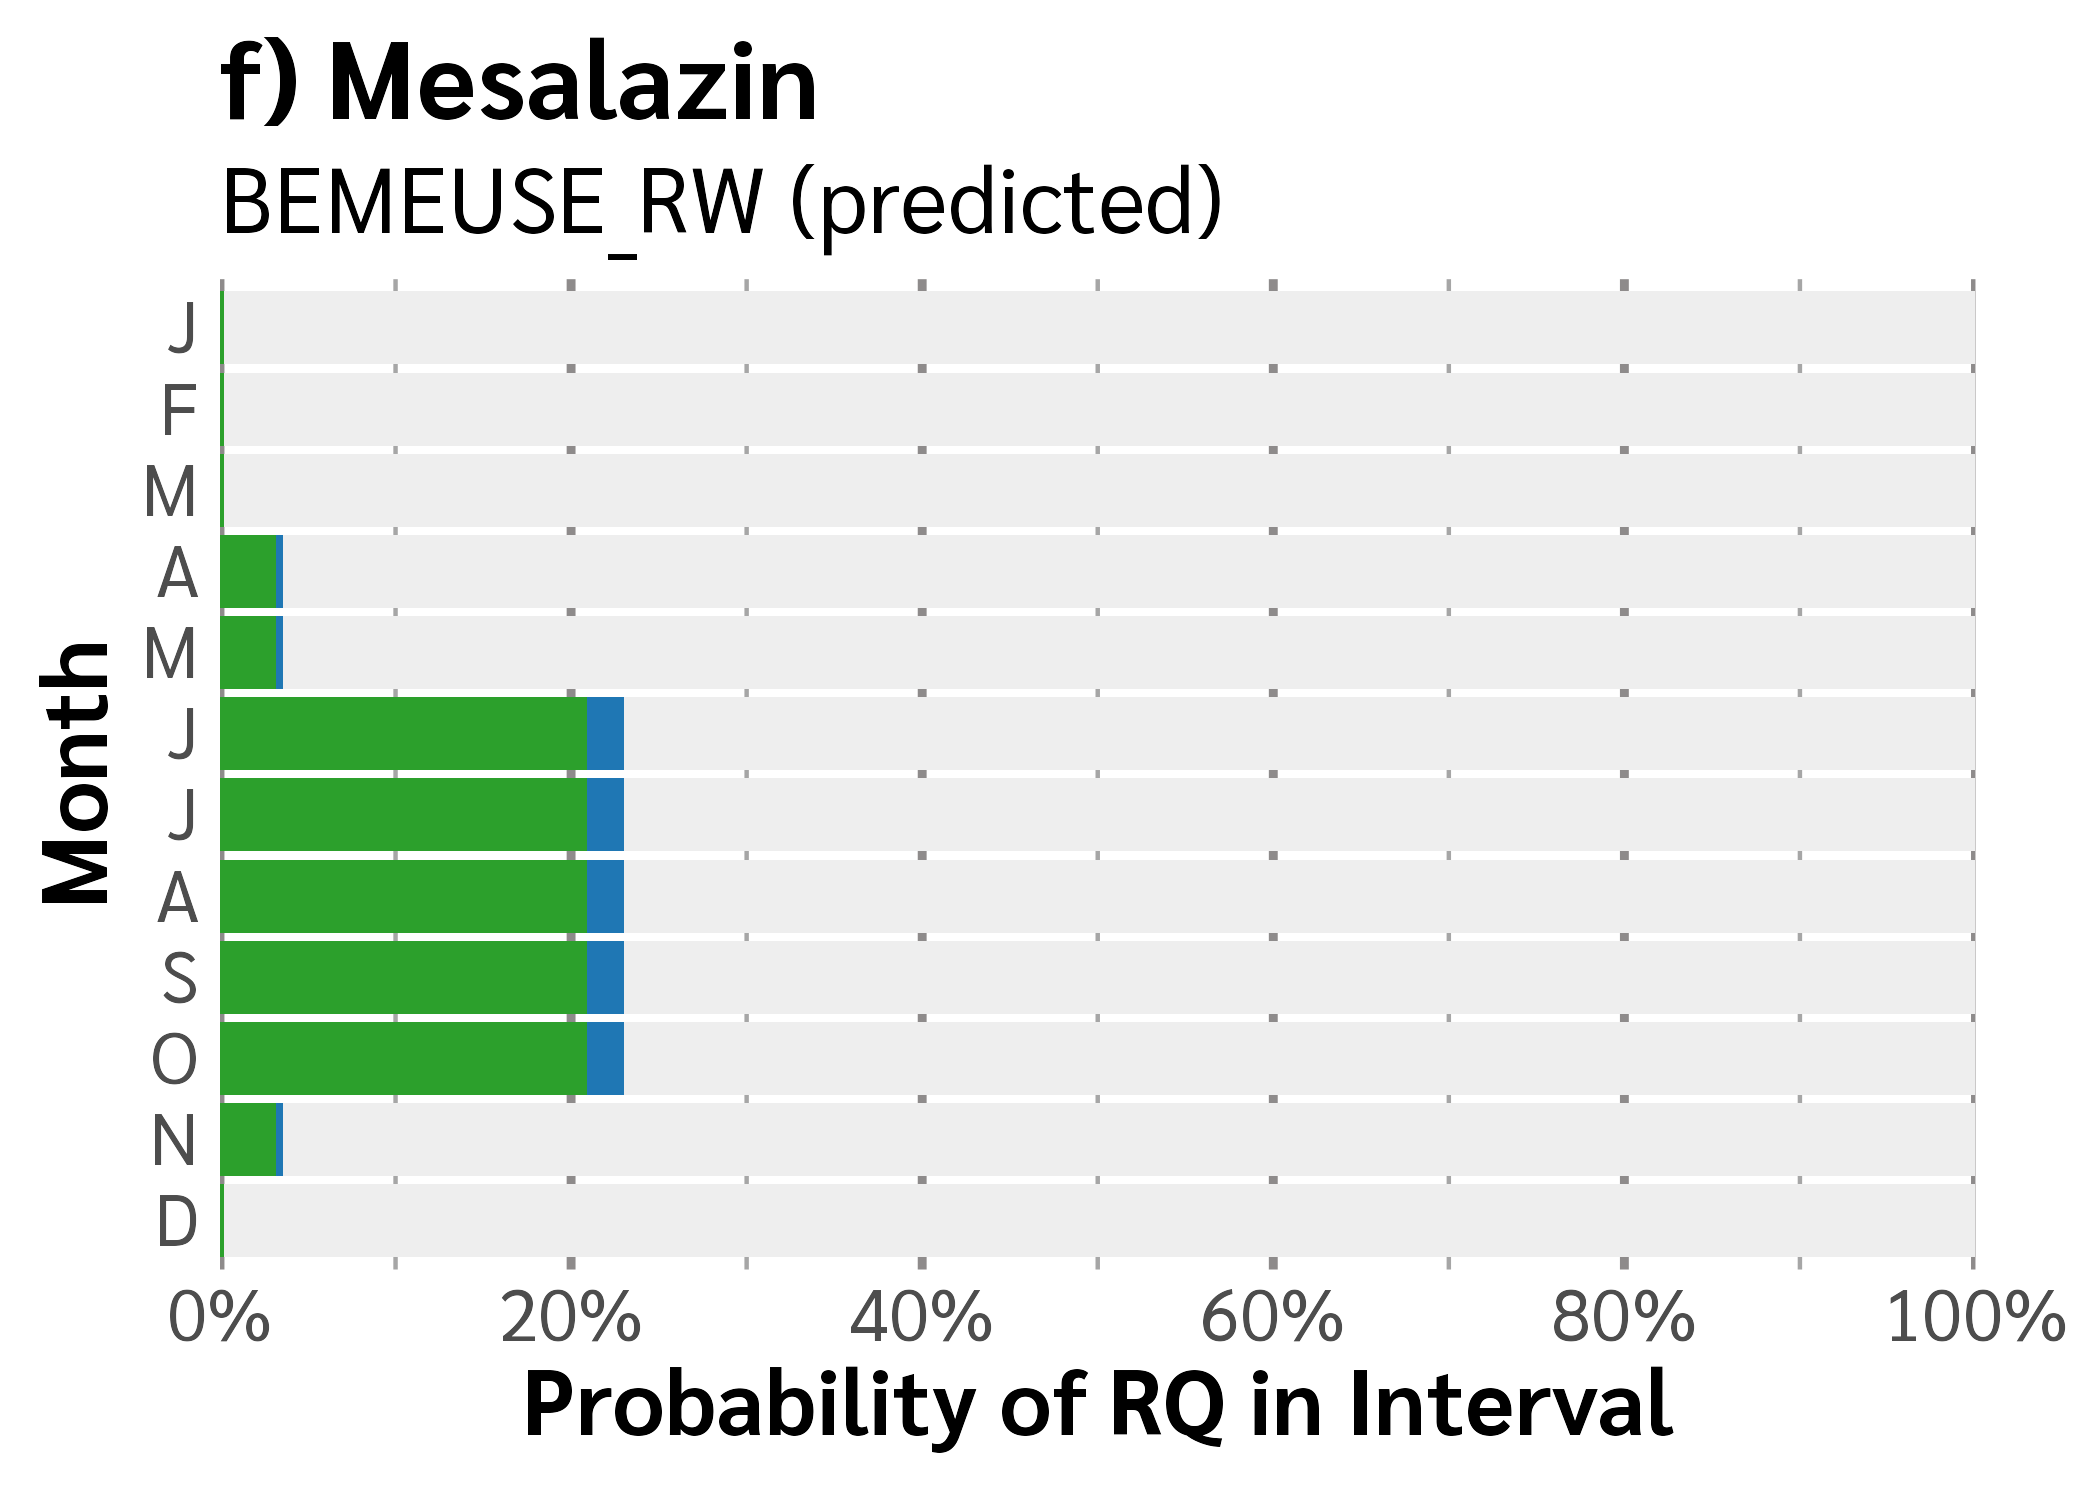 f) Mesalazin
BEMEUSE_RW (predicted)
Month
J
F
M
A
M
J
J
A
S
O
N
D
0% 20% 40% 60% 80% 100%
Probability of RQ in Interval